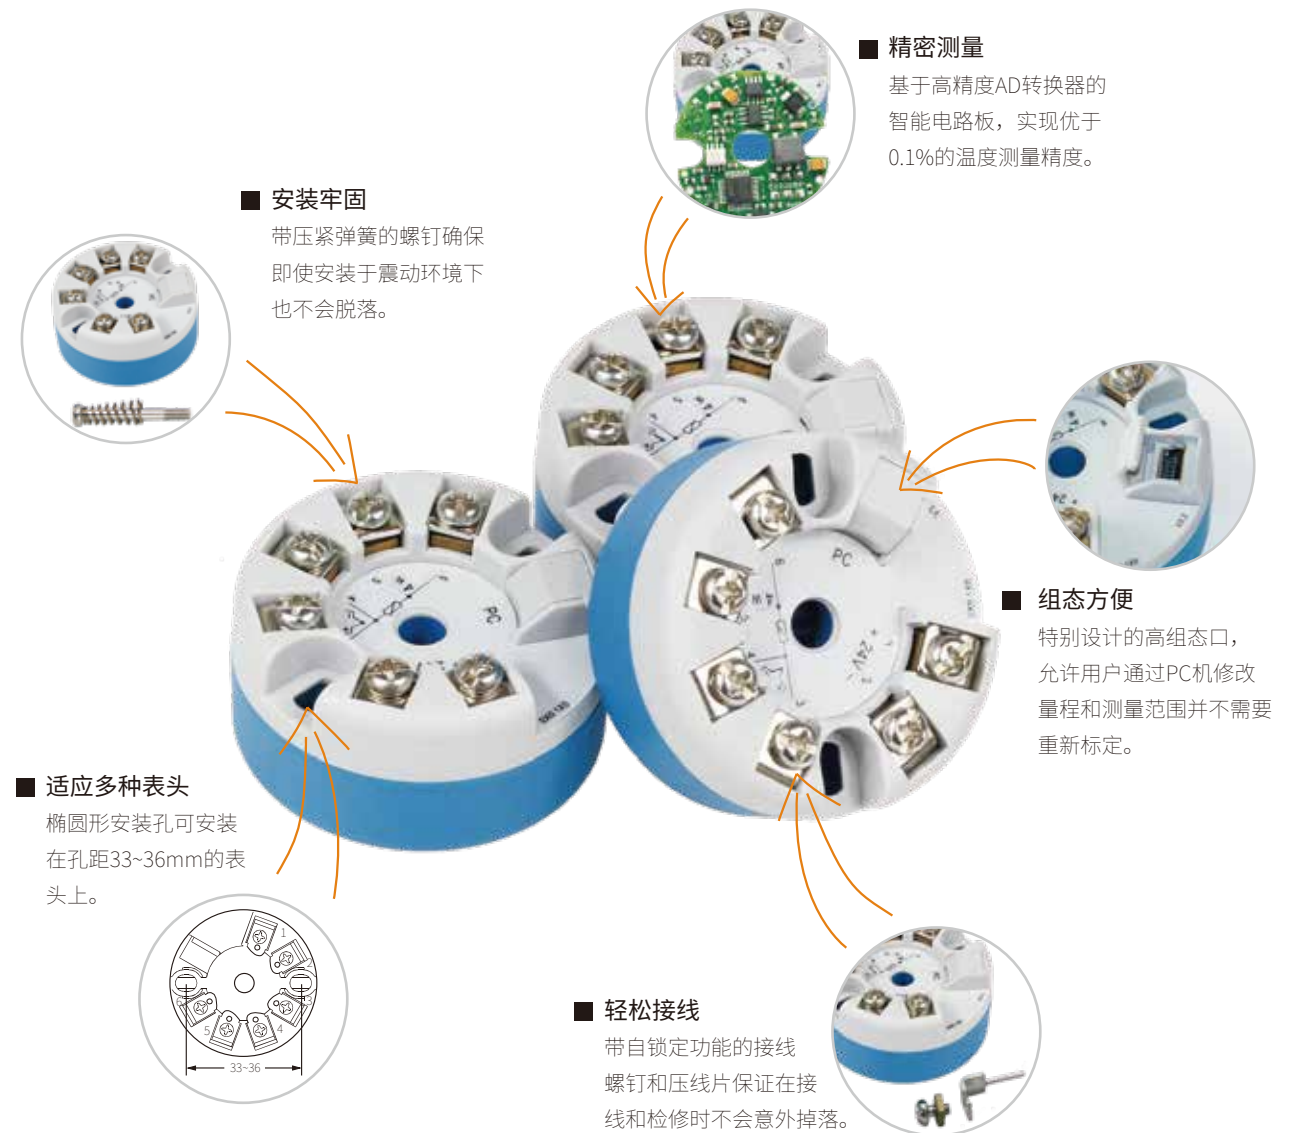 精密测量
基于高精度AD转换器的
智能电路板，实现优于
0.1%的温度测量精度。
安装牢固
带压紧弹簧的螺钉确保
即使安装于震动环境下
也不会脱落。
组态方便
特别设计的高组态口，
允许用户通过PC机修改
量程和测量范围并不需要
重新标定。
PC
PC
+ 24V -
适应多种表头
椭圆形安装孔可安装
在孔距33~36mm的表
头上。
1
2
3
4
5
33~36
轻松接线
带自锁定功能的接线
螺钉和压线片保证在接
线和检修时不会意外掉落。